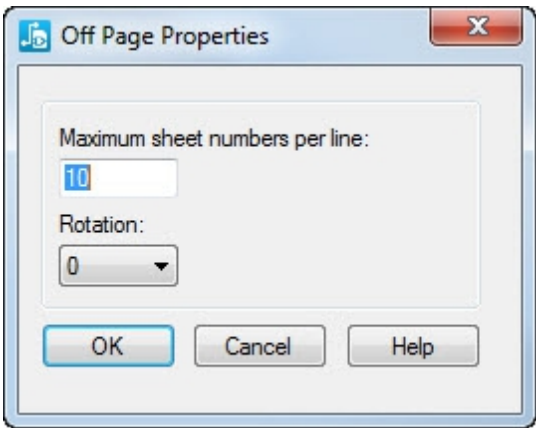 Off Page Properties
Maximum sheet numbers per line:
10
Rotation:
0
OK Cancel Help